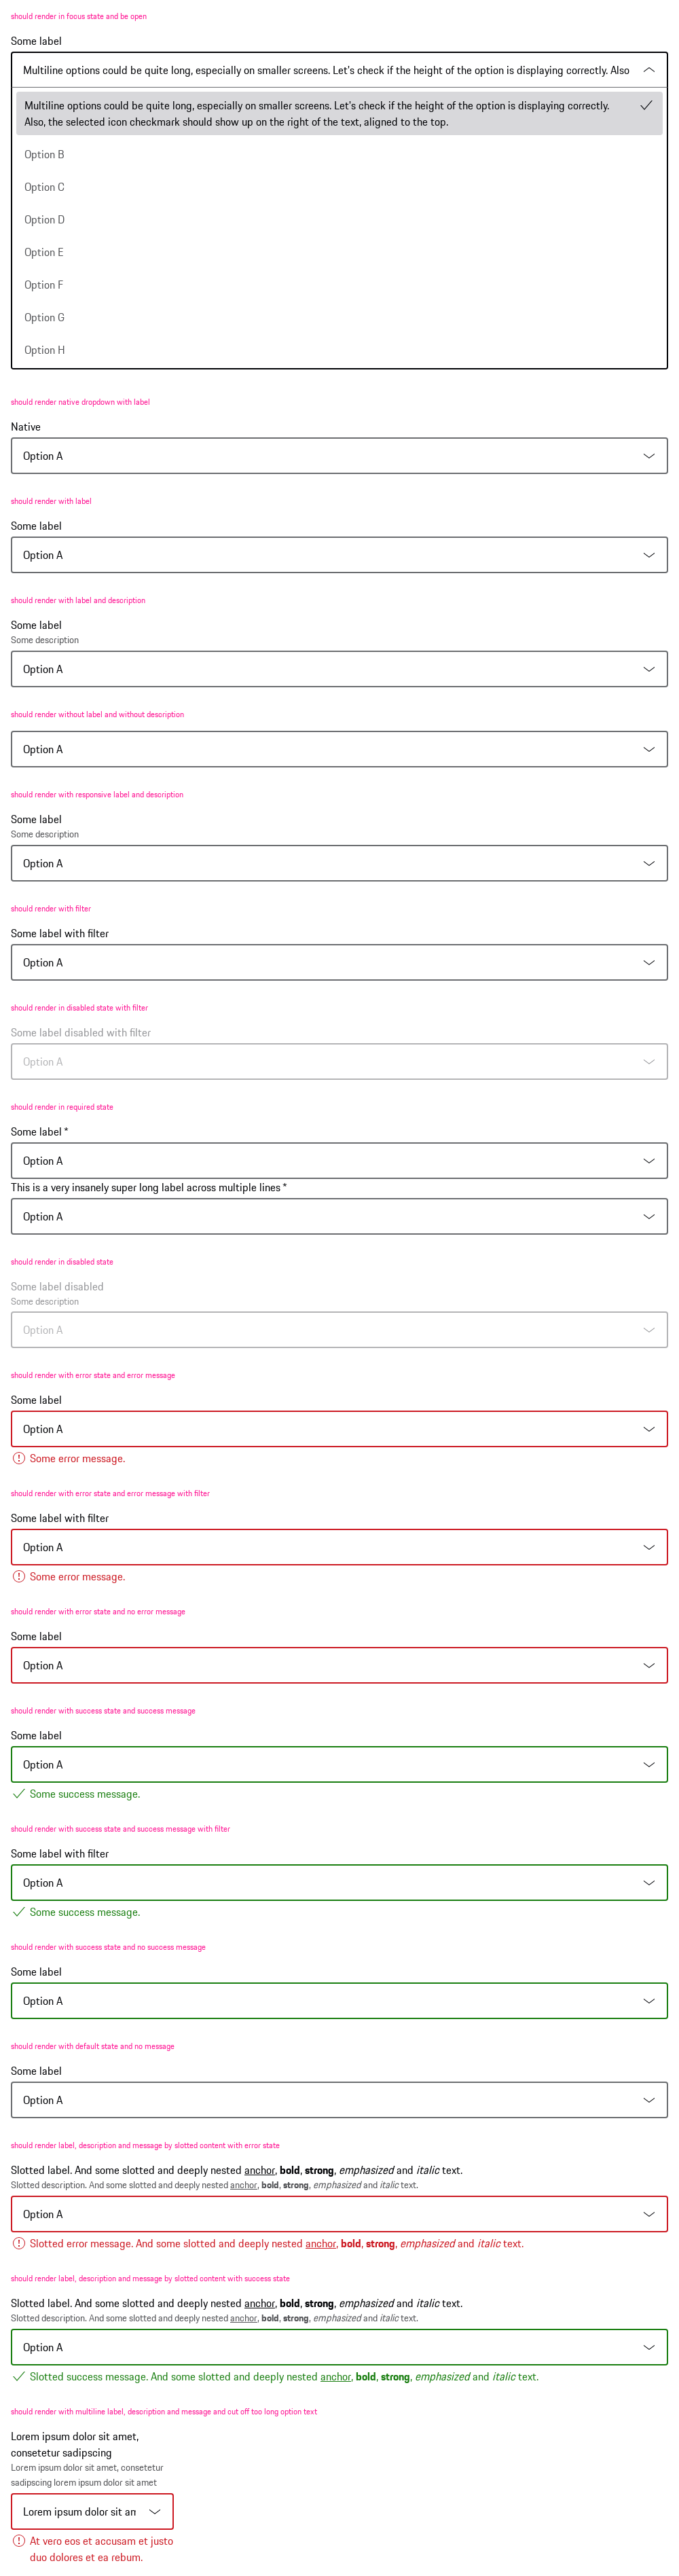 should render in focus state and be open
Some label
Multiline options could be quite long, especially on smaller screens. Let's check if the height of the option is displaying correctly. Also
Multiline options could be quite long, especially on smaller screens. Let's check if the height of the option is displaying correctly.
Also, the selected icon checkmark should show up on the right of the text, aligned to the top.
Option B
Option C
Option D
Option E
Option F
Option G
Option H
should render native dropdown with label
Native
Option A
should render with label
Some label
Option A
should render with label and description
Some label
Some description
Option A
should render without label and without description
Option A
should render with responsive label and description
Some label
Some description
Option A
should render with filter
Some label with filter
Option A
should render in disabled state with filter
Some label disabled with filter
Option A
should render in required state
Some label *
Option A
This is a very insanely super long label across multiple lines *
Option A
should render in disabled state
Some label disabled
Some description
Option A
should render with error state and error message
Some label
Option A
Some error message.
should render with error state and error message with filter
Some label with filter
Option A
Some error message.
should render with error state and no error message
Some label
Option A
should render with success state and success message
Some label
Option A
Some success message.
should render with success state and success message with filter
Some label with filter
Option A
Some success message.
should render with success state and no success message
Some label
Option A
should render with default state and no message
Some label
Option A
should render label, description and message by slotted content with error state
Slotted label. And some slotted and deeply nested anchor, bold, strong, emphasized and italic text.
Slotted description. And some slotted and deeply nested anchor, bold, strong, emphasized and italic text.
Option A
Slotted error message. And some slotted and deeply nested anchor, bold, strong, emphasized and italic text.
should render label, description and message by slotted content with success state
Slotted label. And some slotted and deeply nested anchor, bold, strong, emphasized and italic text.
Slotted description. And some slotted and deeply nested anchor, bold, strong, emphasized and italic text.
Option A
Slotted success message. And some slotted and deeply nested anchor, bold, strong, emphasized and italic text.
should render with multiline label, description and message and cut off too long option text
Lorem ipsum dolor sit amet,
consetetur sadipscing
Lorem ipsum dolor sit amet, consetetur
sadipscing lorem ipsum dolor sit amet
Lorem ipsum dolor sit am
At vero eos et accusam et justo
duo dolores et ea rebum.